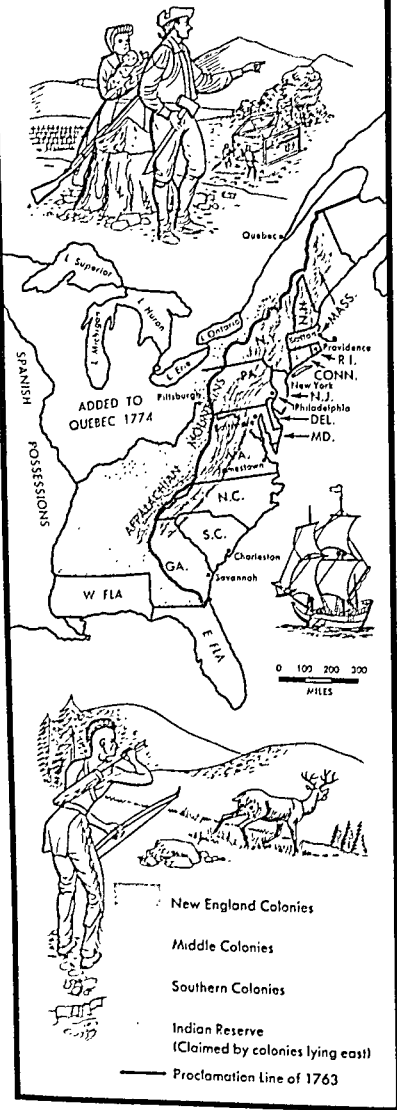 Quebec
L. Superior
L. Huron
L. Michigan
L. Ontario
L. Erie
N.H.
MASS.
Boston
Providence
R I.
CONN.
N.
New York
N.J.
PA.
Pittsburgh
Philadelphia
DEL.
MD.
ADDED TO
QUEBEC 1774
SPANISH
POSSESSIONS
APPALACHIAN
MOUNTAINS
VA.
Jamestown
N.C.
S.C.
Charleston
GA.
Savannah
W FLA
E FLA
0 100 200 300
MILES
New England Colonies
Middle Colonies
Southern Colonies
Indian Reserve
(Claimed by colonies lying east)
Proclamation Line of 1763